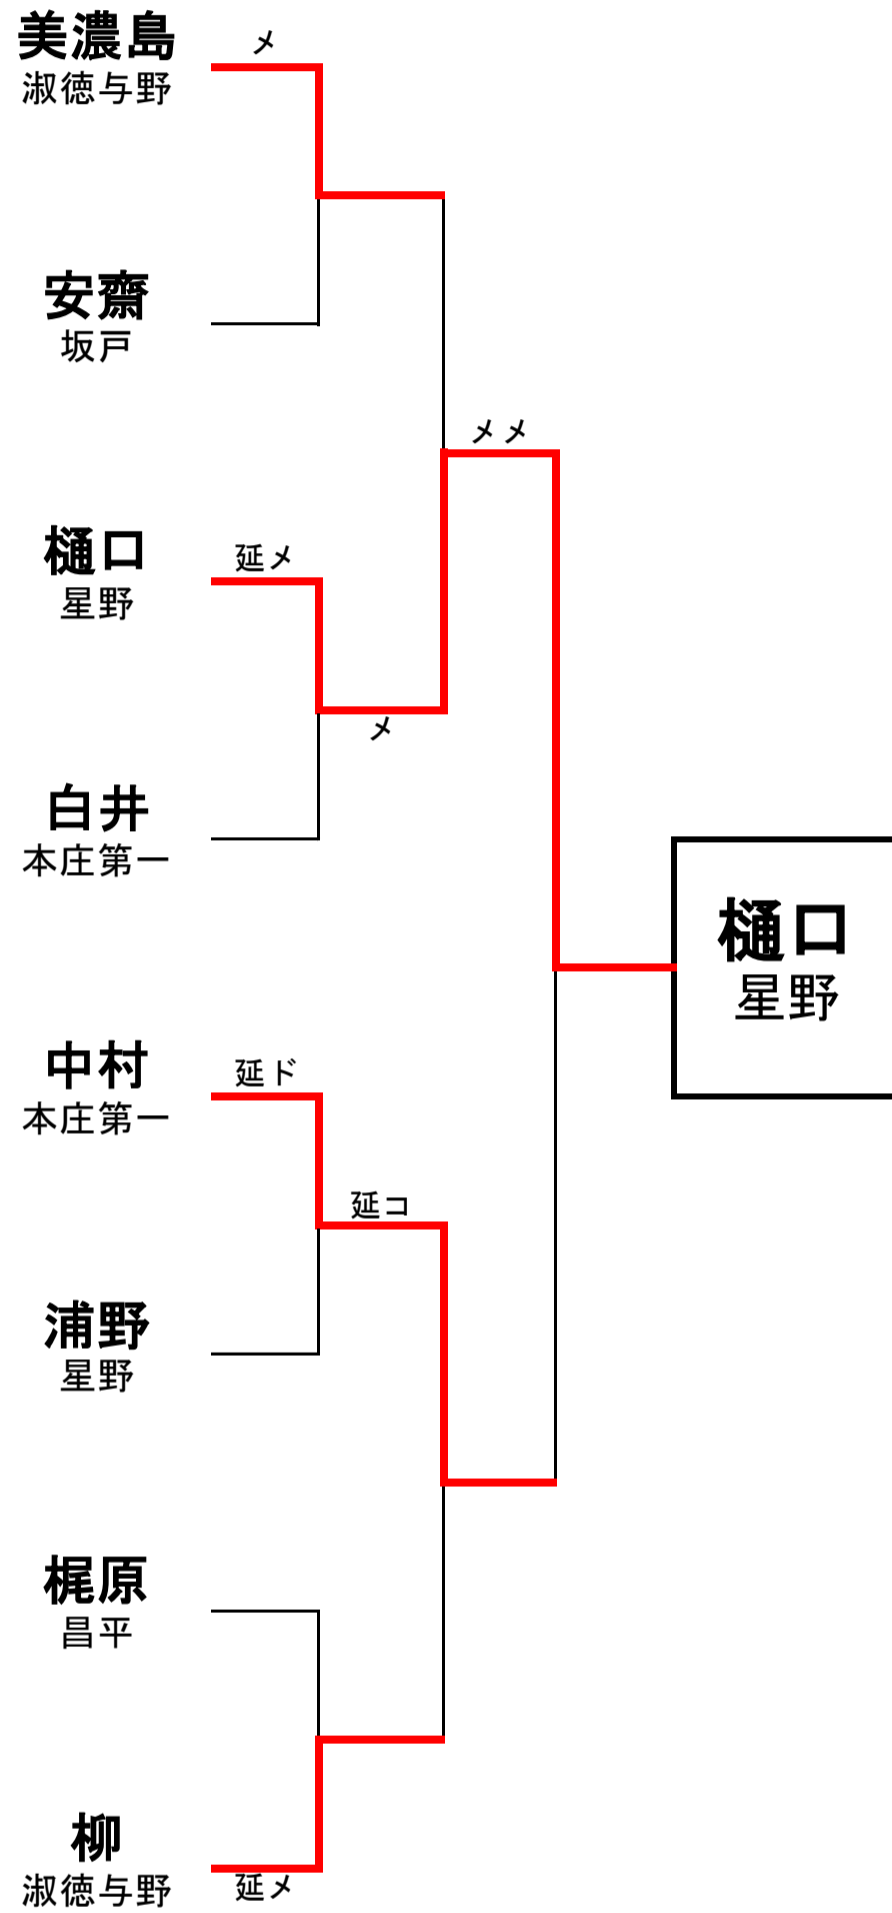 美濃島
メ
淑徳与野
安齋
坂戸
メメ
樋口
延メ
星野
メ
白井
本庄第一
樋口
星野
中村
延ド
本庄第一
延コ
浦野
星野
梶原
昌平
柳
淑徳与野
延メ